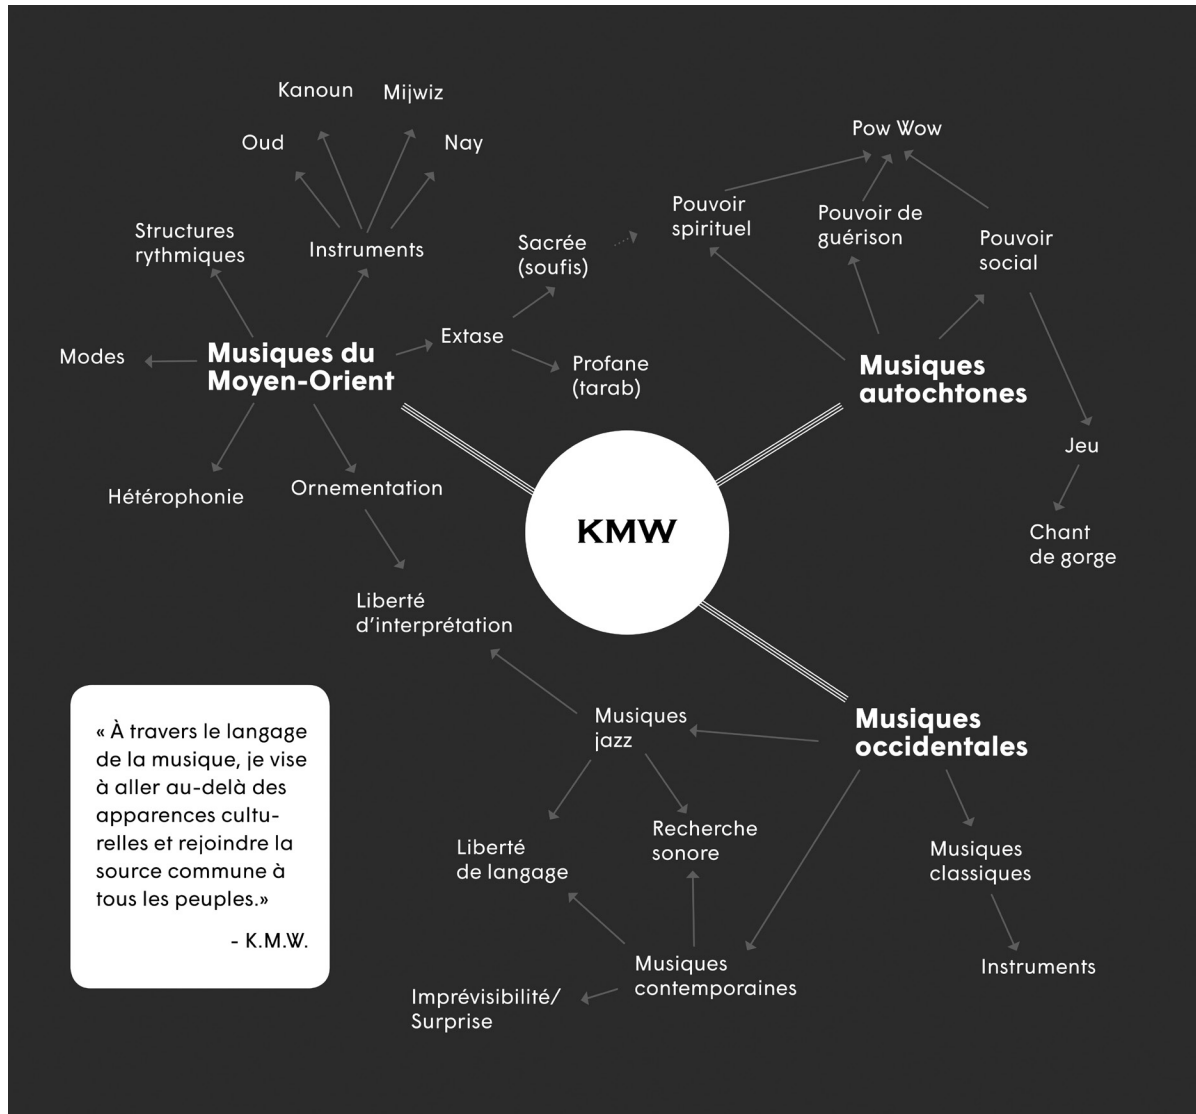 Kanoun
Mijwiz
Oud
Nay
Structures
rythmiques
Instruments
Modes
Musiques du
Moyen-Orient
Extase
Sacrée
(soufis)
Profane
(tarab)
Hétérophonie
Ornementation
Liberté
d’interprétation
Pow Wow
Pouvoir
spirituel
Pouvoir de
guérison
Pouvoir
social
Musiques
autochtones
Jeu
Chant
de gorge
KMW
Musiques
occidentales
Musiques
jazz
Liberté
de langage
Recherche
sonore
Musiques
classiques
Instruments
Musiques
contemporaines
Imprévisibilité/
Surprise
« À travers le langage
de la musique, je vise
à aller au-delà des
apparences cultu-
relles et rejoindre la
source commune à
tous les peuples.»
- K.M.W.